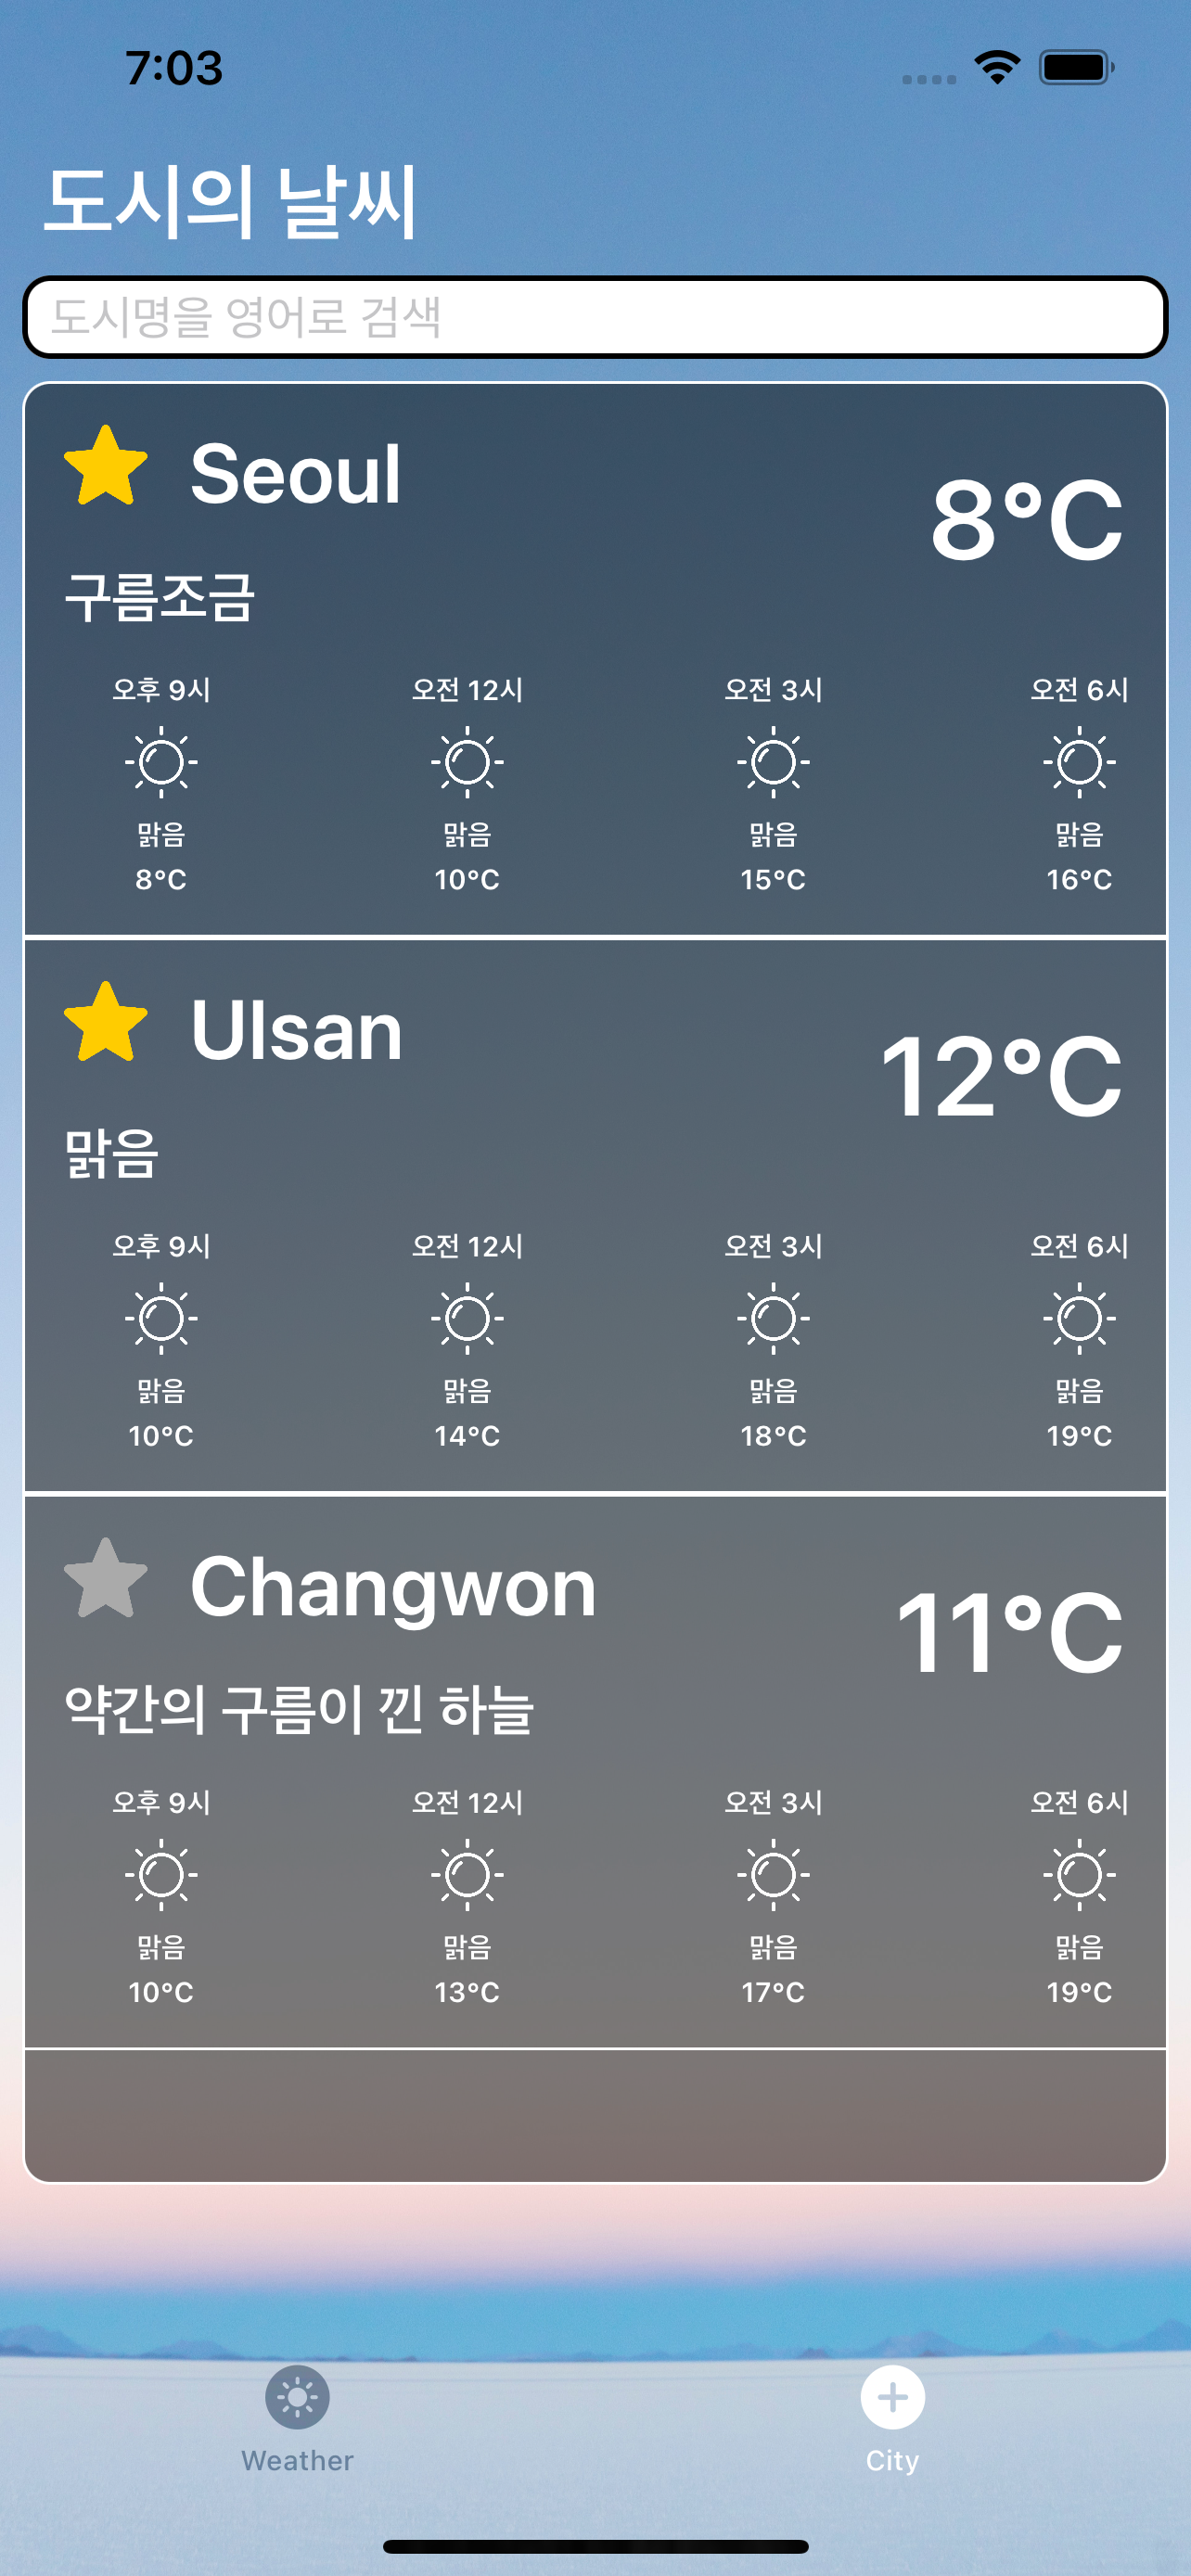 7:03
도시의 날씨
도시명을 영어로 검색
Seoul
8°C
구름조금
오후 9시 오전 12시 오전 3시 오전 6시
맑음 맑음 맑음 맑음
8°C 10°C 15°C 16°C
Ulsan
12°C
맑음
오후 9시 오전 12시 오전 3시 오전 6시
맑음 맑음 맑음 맑음
10°C 14°C 18°C 19°C
Changwon
11°C
약간의 구름이 낀 하늘
오후 9시 오전 12시 오전 3시 오전 6시
맑음 맑음 맑음 맑음
10°C 13°C 17°C 19°C
Weather City